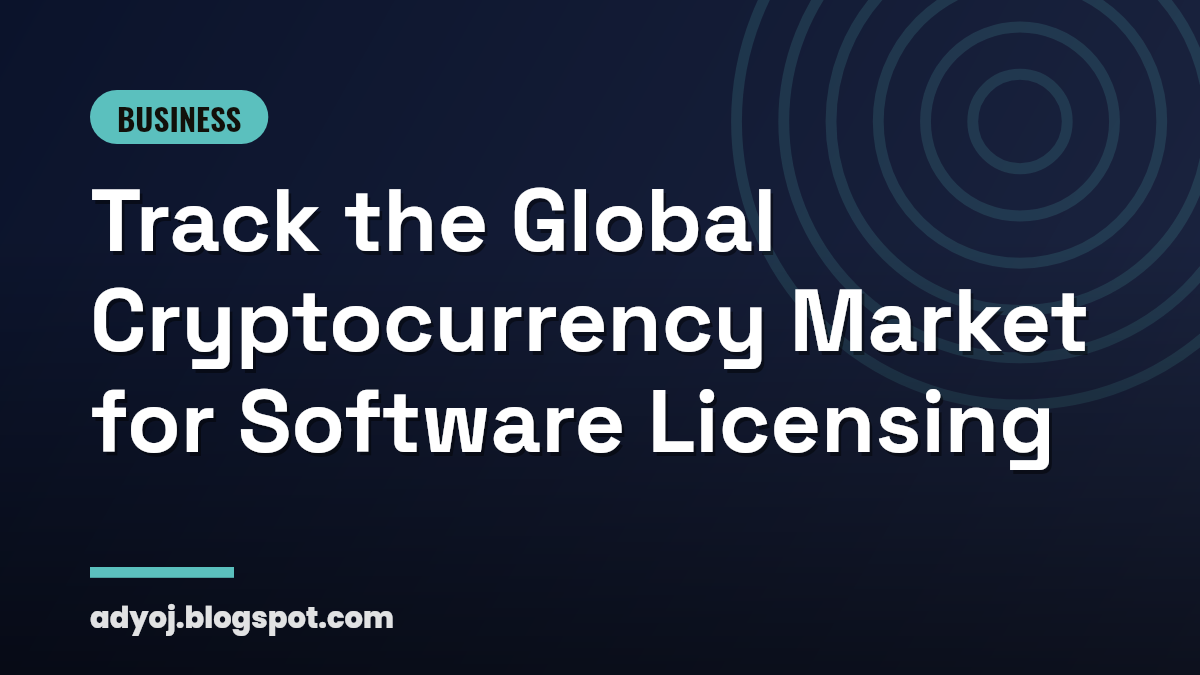 BUSINESS
Track the Global
Cryptocurrency Market
for Software Licensing
adyoj.blogspot.com